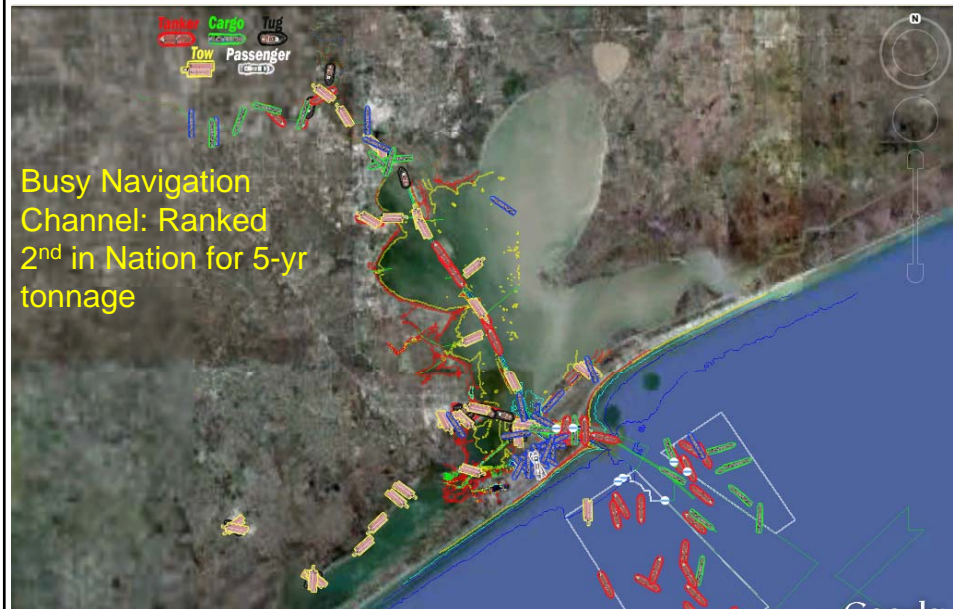 Tanker Cargo Tug
Tow Passenger
N
Busy Navigation
Channel: Ranked
2nd in Nation for 5-yr
tonnage